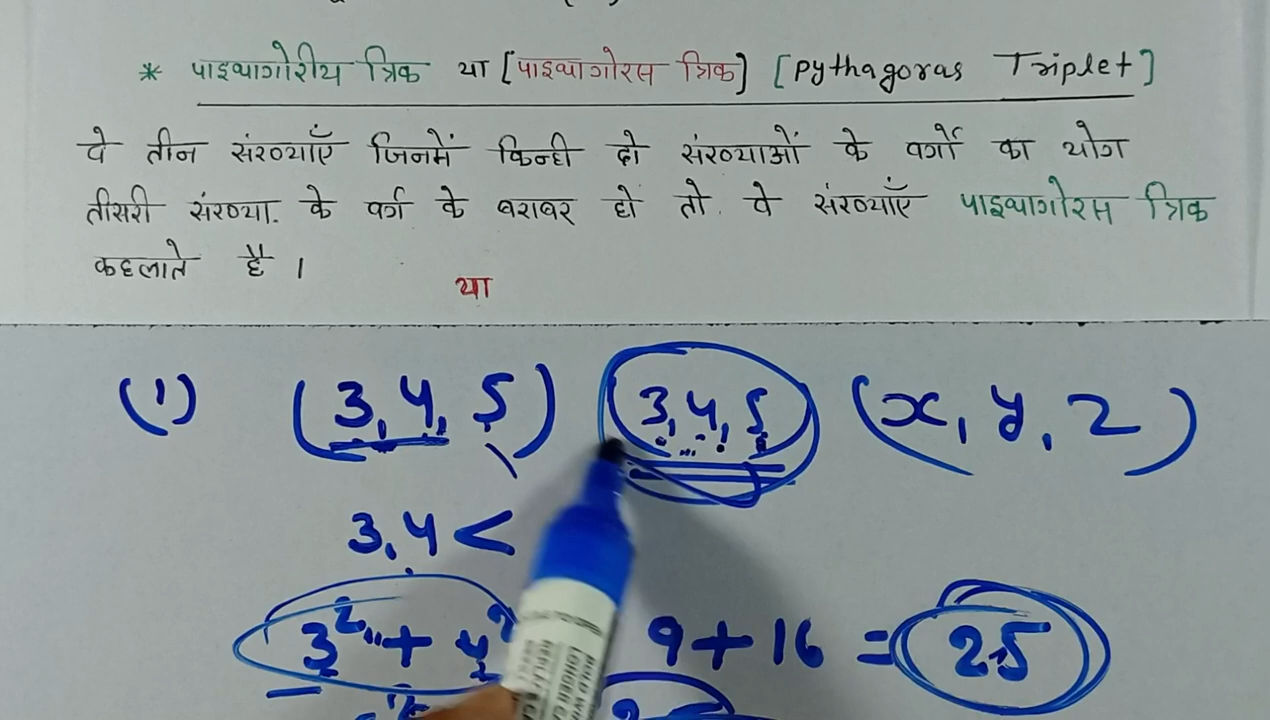 * पाइथागोरीय त्रिक या [पाइथागोरस त्रिक] [Pythagoras Triplet]
वे तीन संख्याएँ जिनमें किन्ही दो संख्याओं के वर्गो का योग
तीसरी संख्या. के वर्ग के बराबर हो तो. वे संख्याएँ पाइथागोरस त्रिक
कहलाते है ।
या
(1) (3, 4, 5) 3, 4, 5 (x, y, z)
3, 4 <
3² + 4² 9 + 16 = 25